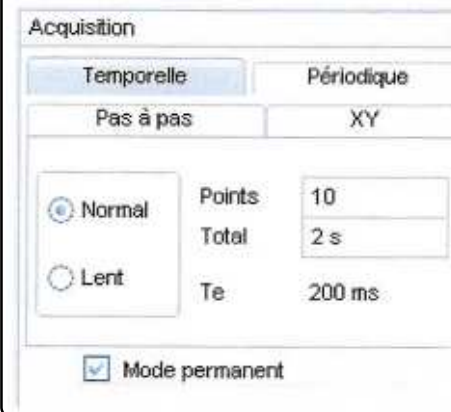 Acquisition
Temporelle Périodique
Pas à pas XY
Normal Points 10
Total 2 s
Lent Te 200 ms
Mode permanent